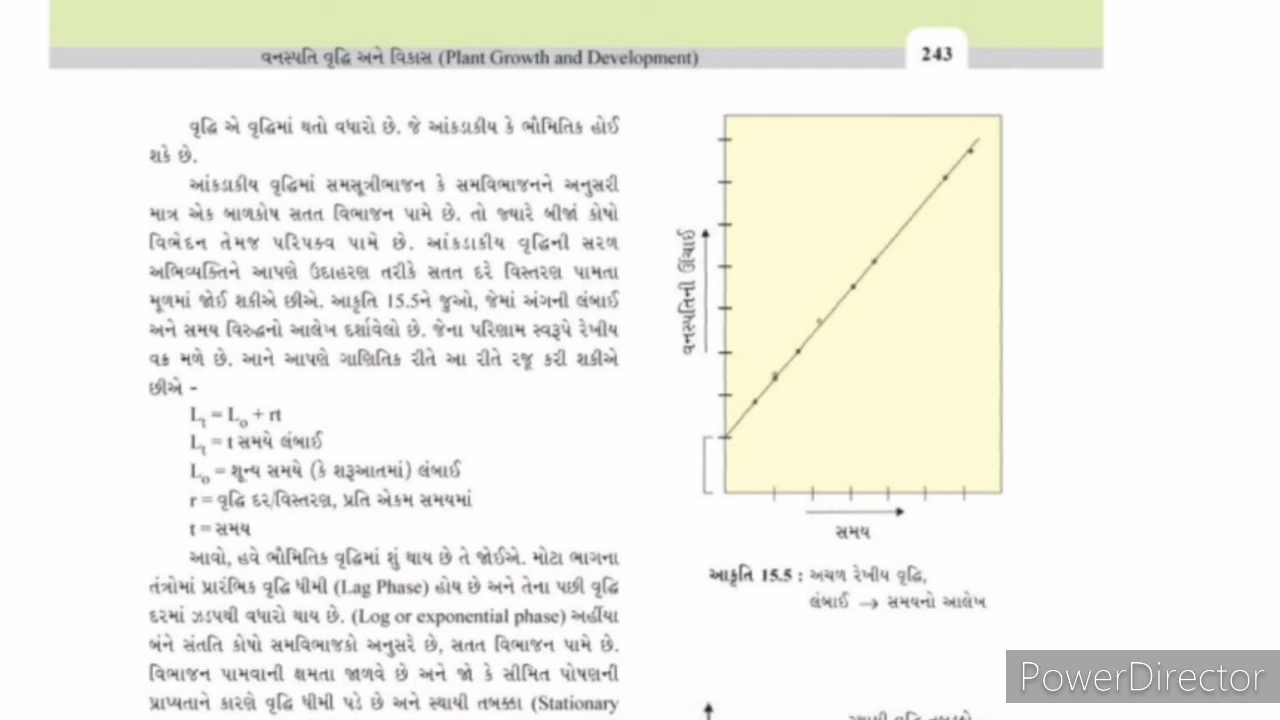 વનસ્પતિ વૃદ્ધિ અને વિકાસ (Plant Growth and Development)
243
વૃદ્ધિ એ વૃદ્ધિમાં થતો વધારો છે. જે આંકડાકીય કે ભૌમિતિક હોઈ
શકે છે.
આંકડાકીય વૃદ્ધિમાં સમસૂત્રીભાજન કે સમવિભાજનને અનુસરી
માત્ર એક બાળકોષ સતત વિભાજન પામે છે. તો જ્યારે બીજાં કોષો
વિભેદન તેમજ પરિપક્વ પામે છે. આંકડાકીય વૃદ્ધિની સરળ
અભિવ્યક્તિને આપણે ઉદાહરણ તરીકે સતત દરે વિસ્તરણ પામતા
મૂળમાં જોઈ શકીએ છીએ. આકૃતિ 15.5ને જુઓ, જેમાં અંગની લંબાઈ
અને સમય વિરુદ્ધનો આલેખ દર્શાવેલો છે. જેના પરિણામ સ્વરૂપે રેખીય
વક્ર મળે છે. આને આપણે ગાણિતિક રીતે આ રીતે રજૂ કરી શકીએ
છીએ -
Lt = Lo + rt
Lt = t સમયે લંબાઈ
Lo = શૂન્ય સમયે (કે શરૂઆતમાં) લંબાઈ
r = વૃદ્ધિ દર/વિસ્તરણ, પ્રતિ એકમ સમયમાં
t = સમય
આવો, હવે ભૌમિતિક વૃદ્ધિમાં શું થાય છે તે જોઈએ. મોટા ભાગના
તંત્રોમાં પ્રારંભિક વૃદ્ધિ ધીમી (Lag Phase) હોય છે અને તેના પછી વૃદ્ધિ
દરમાં ઝડપથી વધારો થાય છે. (Log or exponential phase) અહીંયા
બંને સંતતિ કોષો સમવિભાજકો અનુસરે છે, સતત વિભાજન પામે છે.
વિભાજન પામવાની ક્ષમતા જાળવે છે અને જો કે સીમિત પોષણની
પ્રાપ્યતાને કારણે વૃદ્ધિ ધીમી પડે છે અને સ્થાયી તબક્કા (Stationary
વનસ્પતિની ઊંચાઈ
સમય
આકૃતિ 15.5 : અચળ રેખીય વૃદ્ધિ,
લંબાઈ → સમયનો આલેખ
PowerDirector